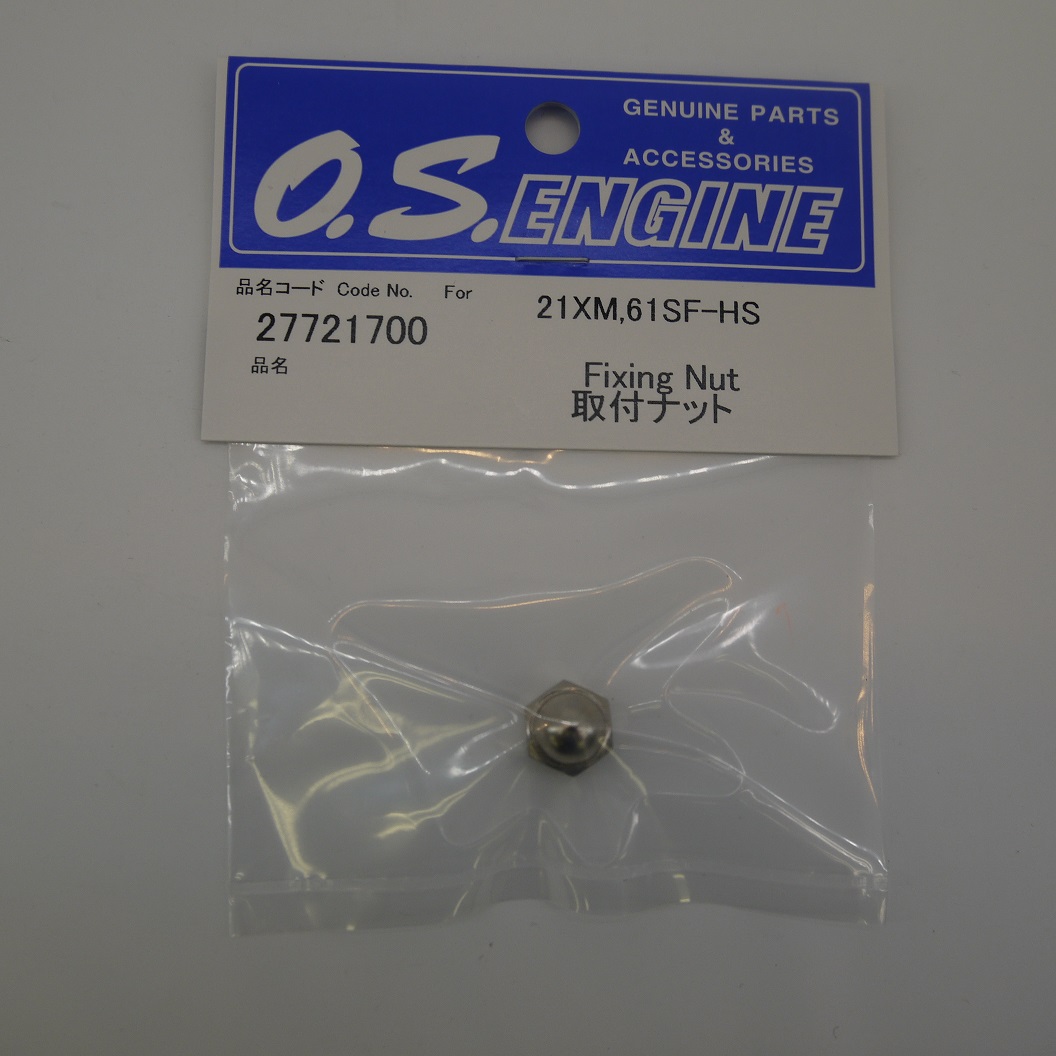 GENUINE PARTS
&
ACCESSORIES
O.S. ENGINE
品名コード Code No. For 21XM,61SF-HS
27721700
品名
Fixing Nut
取付ナット